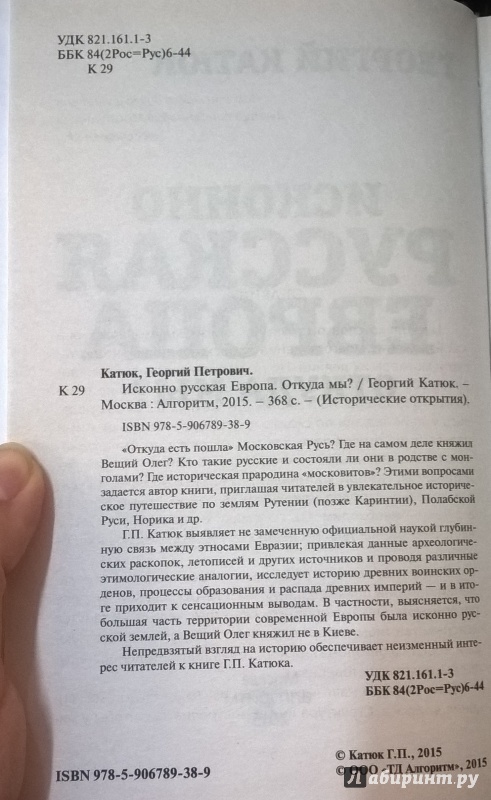 УДК 821.161.1-3
ББК 84(2Рос=Рус)6-44
К 29
ГЕОРГИЙ КАТЮК
ИСКОННО
РУССКАЯ
ЕВРОПА
Катюк, Георгий Петрович.
К 29 Исконно русская Европа. Откуда мы? / Георгий Катюк. –
Москва : Алгоритм, 2015. – 368 с. – (Исторические открытия).
ISBN 978-5-906789-38-9
«Откуда есть пошла» Московская Русь? Где на самом деле княжил
Вещий Олег? Кто такие русские и состояли ли они в родстве с мон-
голами? Где историческая прародина «московитов»? Этими вопросами
задается автор книги, приглашая читателей в увлекательное историче-
ское путешествие по землям Рутении (позже Каринтии), Полабской
Руси, Норика и др.
Г.П. Катюк выявляет не замеченную официальной наукой глубин-
ную связь между этносами Евразии; привлекая данные археологиче-
ских раскопок, летописей и других источников и проводя различные
этимологические аналогии, исследует историю древних воинских ор-
денов, процессы образования и распада древних империй — и в ито-
ге приходит к сенсационным выводам. В частности, выясняется, что
большая часть территории современной Европы была исконно рус-
ской землей, а Вещий Олег княжил не в Киеве.
Непредвзятый взгляд на историю обеспечивает неизменный инте-
рес читателей к книге Г.П. Катюка.
УДК 821.161.1-3
ББК 84(2Рос=Рус)6-44
© Катюк Г.П., 2015
ISBN 978-5-906789-38-9 © ООО «ТД Алгоритм», 2015
Лабиринт.ру